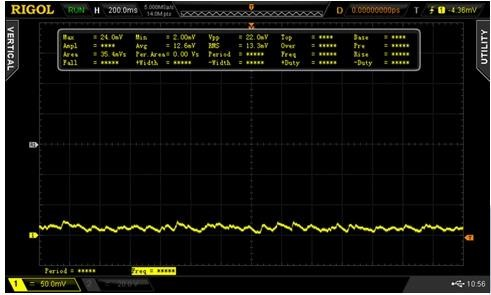 RIGOL RUN H 200.0ms 5.000MSa/s 14.0M pts D 0.00000000ps T 1 -4.36mV
VERTICAL
UTILITY
Max = 24.0mV Min = 2.00mV Vpp = 22.0mV Top = **** Base = ****
Ampl = **** Avg = 12.6mV RMS = 13.3mV Over = ***** Pre = *****
Area = 35.4mVs Per.Area= 0.00 Vs Period = ***** Freq = ***** Rise = *****
Fall = ***** +Width = ***** -Width = ***** +Duty = ***** -Duty = *****
T
Period = ***** Freq = *****
1 = 50.0mV 2 = 20.0 V 10:56